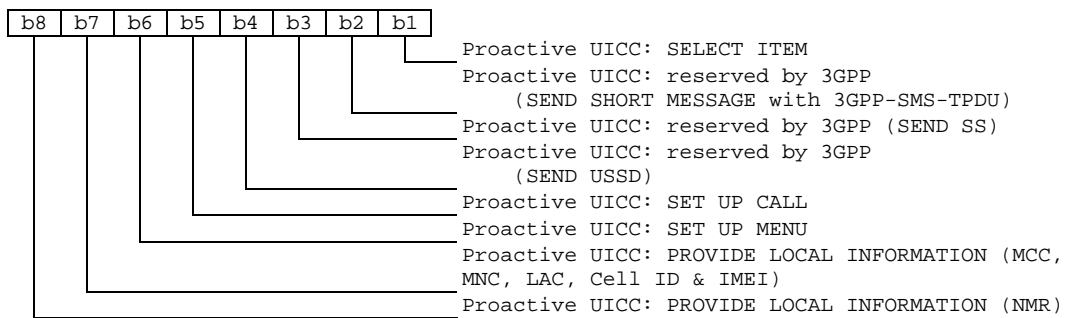 b8 b7 b6 b5 b4 b3 b2 b1
Proactive UICC: SELECT ITEM
Proactive UICC: reserved by 3GPP
(SEND SHORT MESSAGE with 3GPP-SMS-TPDU)
Proactive UICC: reserved by 3GPP (SEND SS)
Proactive UICC: reserved by 3GPP
(SEND USSD)
Proactive UICC: SET UP CALL
Proactive UICC: SET UP MENU
Proactive UICC: PROVIDE LOCAL INFORMATION (MCC,
MNC, LAC, Cell ID & IMEI)
Proactive UICC: PROVIDE LOCAL INFORMATION (NMR)